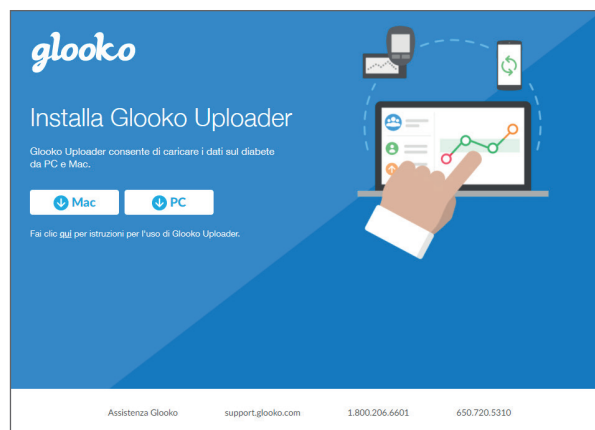 glooko
Installa Glooko Uploader
Glooko Uploader consente di caricare i dati sul diabete
da PC e Mac.
Mac PC
Fai clic qui per istruzioni per l'uso di Glooko Uploader.
Assistenza Glooko support.glooko.com 1.800.206.6601 650.720.5310